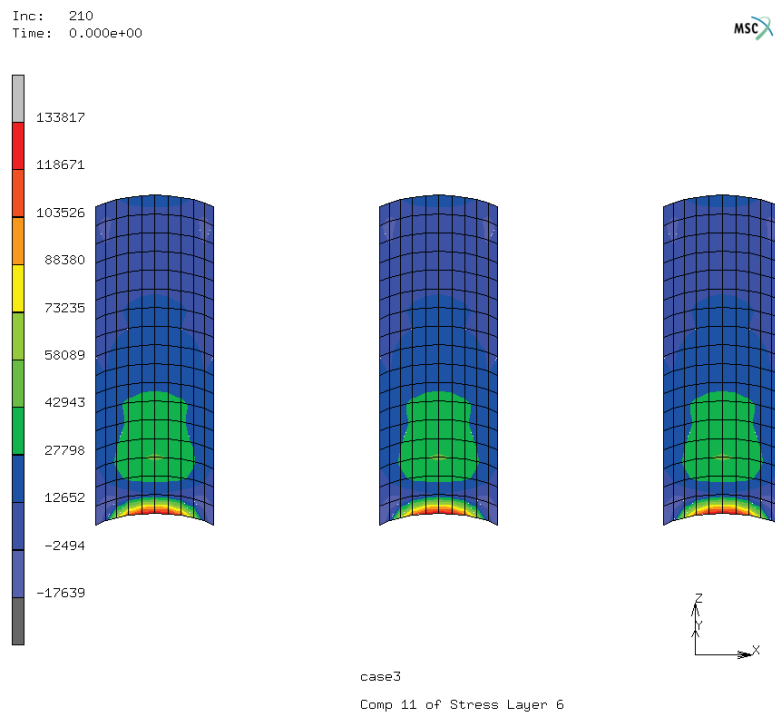 Inc: 210
Time: 0.000e+00
MSC
133817
118671
103526
88380
73235
58089
42943
27798
12652
-2494
-17639
Z
Y
X
case3
Comp 11 of Stress Layer 6